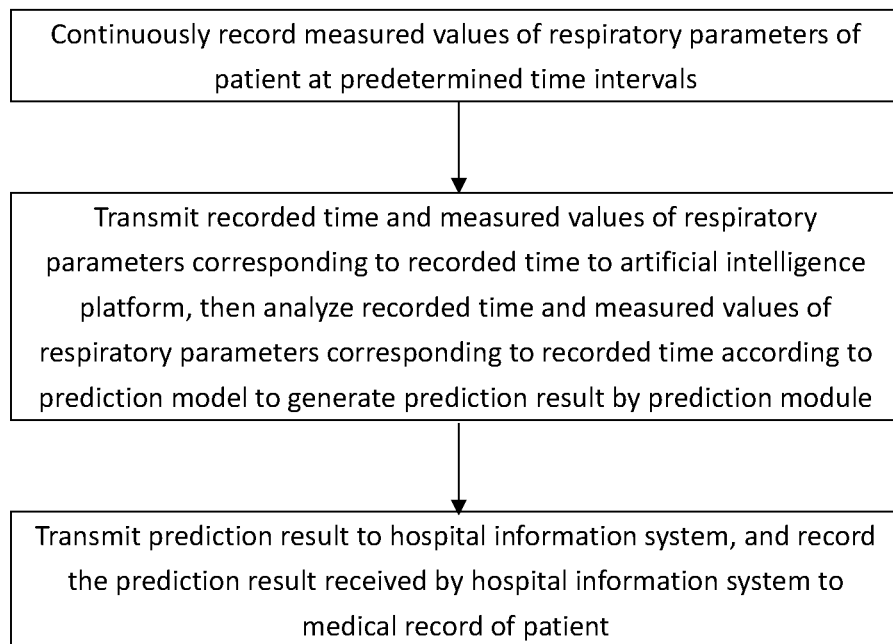 Continuously record measured values of respiratory parameters of
patient at predetermined time intervals
Transmit recorded time and measured values of respiratory
parameters corresponding to recorded time to artificial intelligence
platform, then analyze recorded time and measured values of
respiratory parameters corresponding to recorded time according to
prediction model to generate prediction result by prediction module
Transmit prediction result to hospital information system, and record
the prediction result received by hospital information system to
medical record of patient